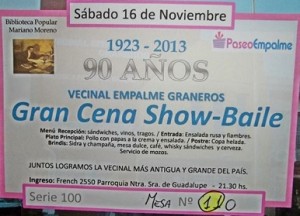 Sábado 16 de Noviembre
Biblioteca Popular
Mariano Moreno
1923 - 2013
90 AÑOS
PaseoEmpalme
VECINAL EMPALME GRANEROS
Gran Cena Show-Baile
Menú: Recepción: sándwiches, vinos, tragos. / Entrada: Ensalada rusa y fiambres.
Plato Principal: Pollo con papas a la crema y ensalada. / Postre: Copa helada.
Brindis: Sidra y champaña, mesa dulce, café, whisky sándwiches y cerveza.
Servicio de mozos.
JUNTOS LOGRAMOS LA VECINAL MÁS ANTIGUA Y GRANDE DEL PAÍS.
Ingreso: French 2550 Parroquia Ntra. Sra. de Guadalupe - 21.30 hs.
Serie 100
MESA Nº 100